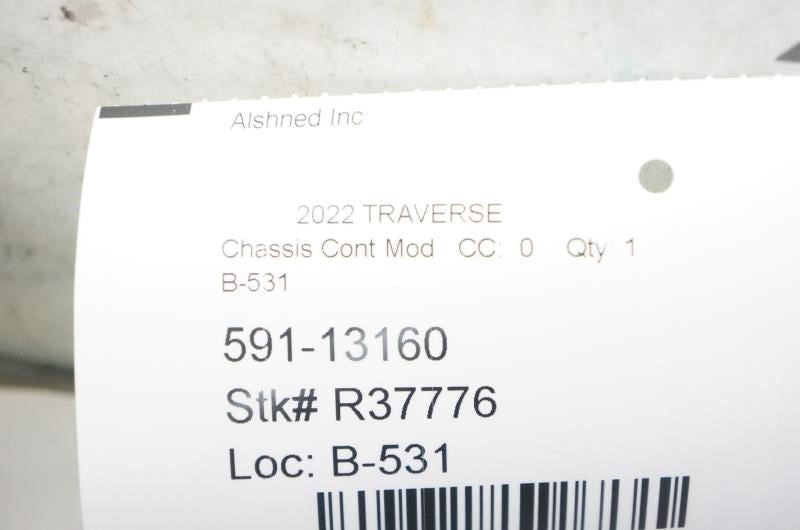 Alshned Inc
2022 TRAVERSE
Chassis Cont Mod CC: 0 Qty: 1
B-531
591-13160
Stk# R37776
Loc: B-531